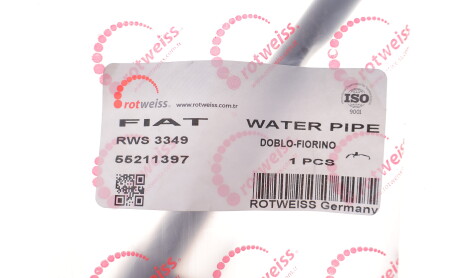 rotweiss.
rotweiss®
www.rotweiss.com.tr
ISO
9001
FIAT
WATER PIPE
RWS 3349
DOBLO-FIORINO
55211397
1 PCS
ROTWEISS Germany